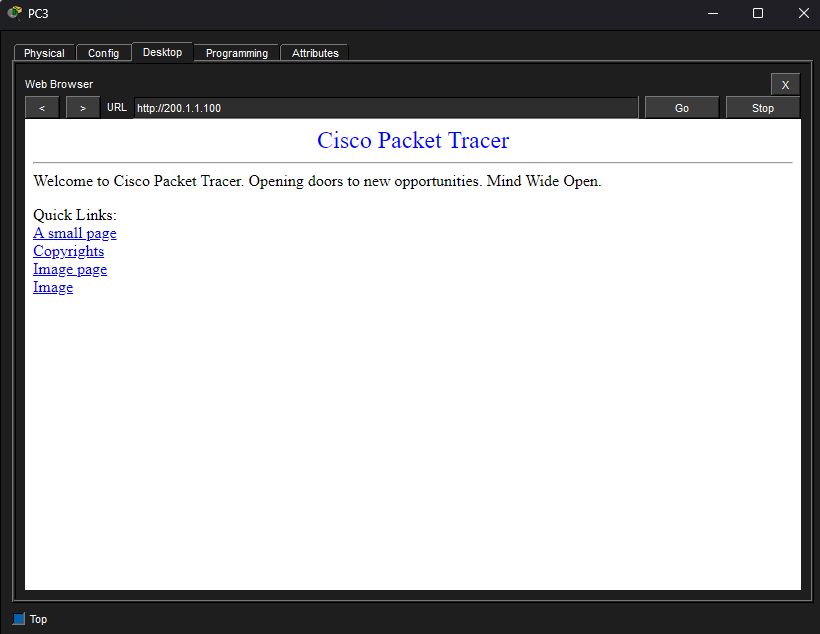 PC3
Physical Config Desktop Programming Attributes
Web Browser
X
< > URL http://200.1.1.100 Go Stop
Cisco Packet Tracer
Welcome to Cisco Packet Tracer. Opening doors to new opportunities. Mind Wide Open.
Quick Links:
A small page
Copyrights
Image page
Image
Top